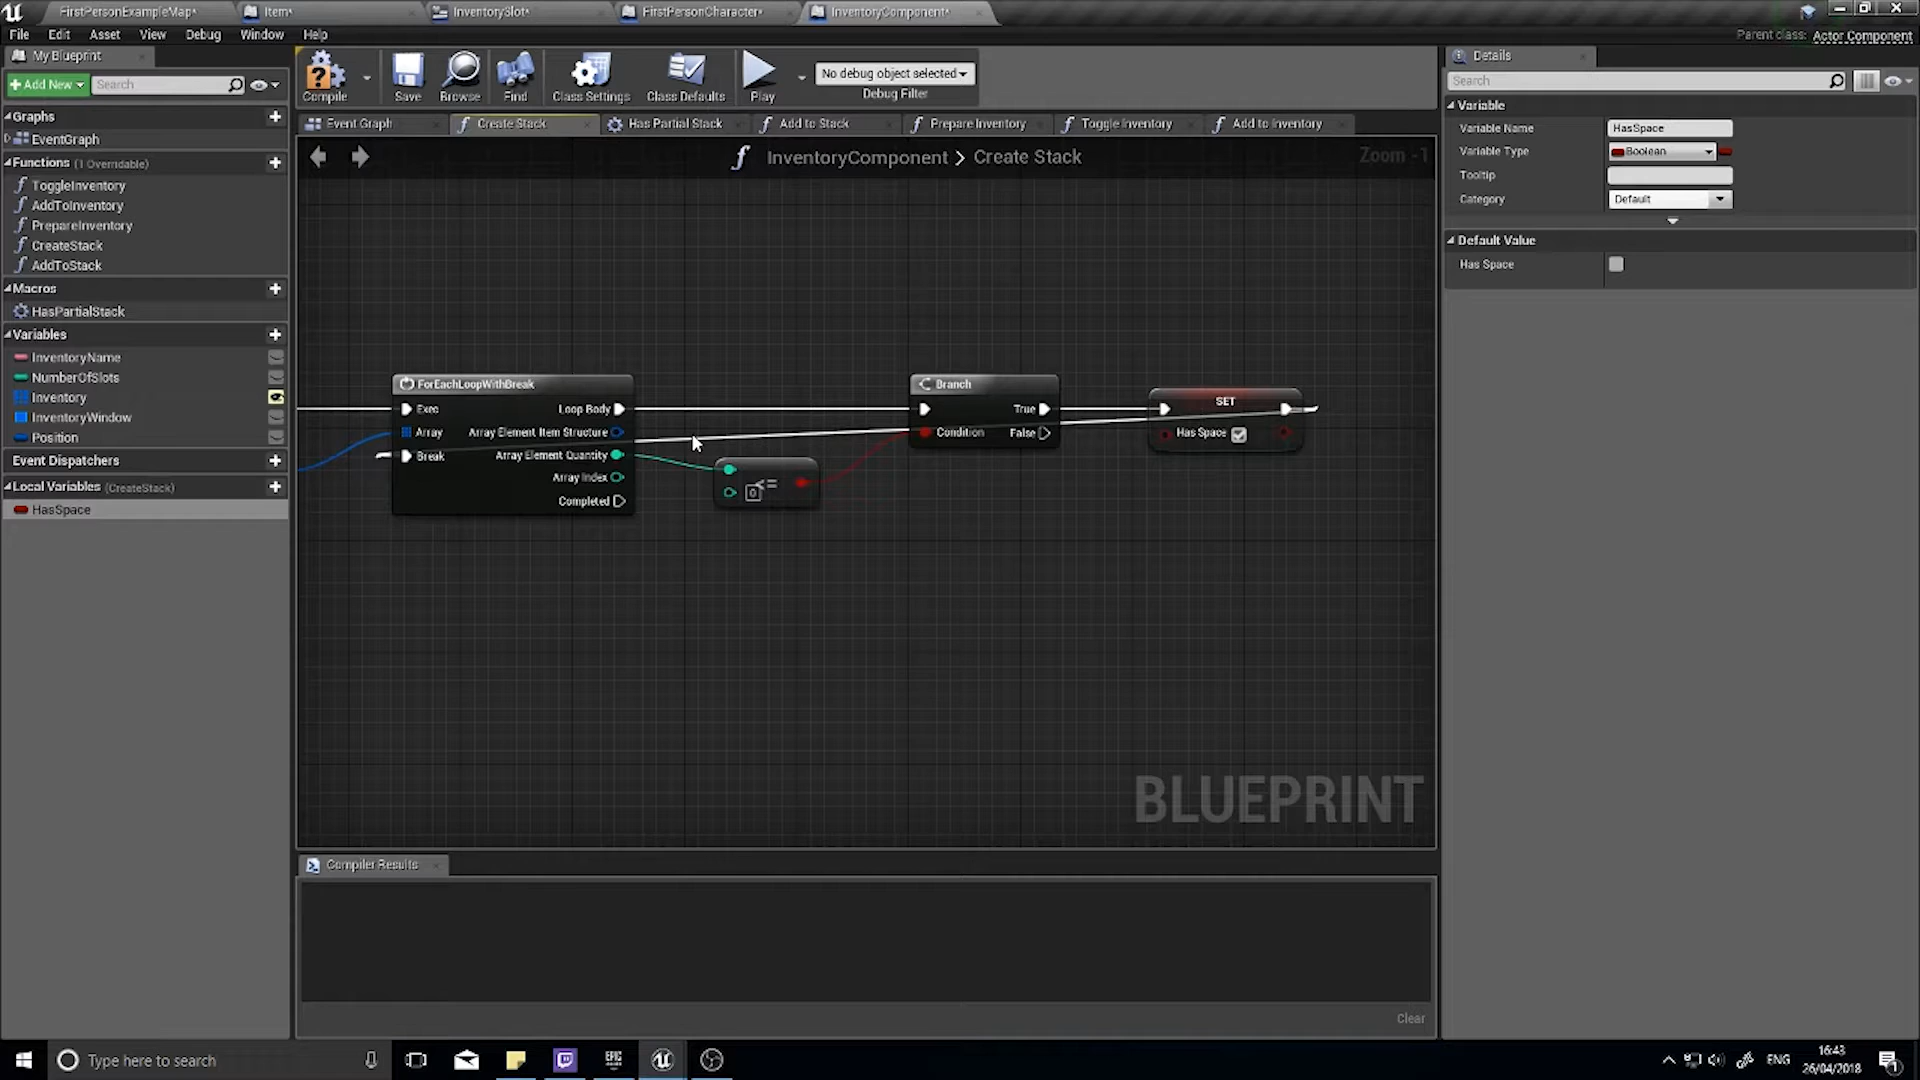 FirstPersonExampleMap*
Item*
InventorySlot*
FirstPersonCharacter*
InventoryComponent*
File Edit Asset View Debug Window Help
Parent class: Actor Component
My Blueprint
Add New
Search
Compile
Save
Browse
Find
Class Settings
Class Defaults
Play
No debug object selected
Debug Filter
Details
Search
Graphs
EventGraph
Functions (1 Overridable)
ToggleInventory
AddToInventory
PrepareInventory
CreateStack
AddToStack
Macros
HasPartialStack
Variables
InventoryName
NumberOfSlots
Inventory
InventoryWindow
Position
Event Dispatchers
Local Variables (CreateStack)
HasSpace
Event Graph
Create Stack
Has Partial Stack
Add to Stack
Prepare Inventory
Toggle Inventory
Add to Inventory
InventoryComponent > Create Stack
Zoom -1
ForEachLoopWithBreak
Exec
Loop Body
Array
Array Element Item Structure
Break
Array Element Quantity
Array Index
Completed
0
<=
Branch
True
Condition
False
SET
Has Space
BLUEPRINT
Variable
Variable Name
HasSpace
Variable Type
Boolean
Tooltip
Category
Default
Default Value
Has Space
Compiler Results
Clear
Type here to search
EPIC
ENG
16:43
26/04/2018
1